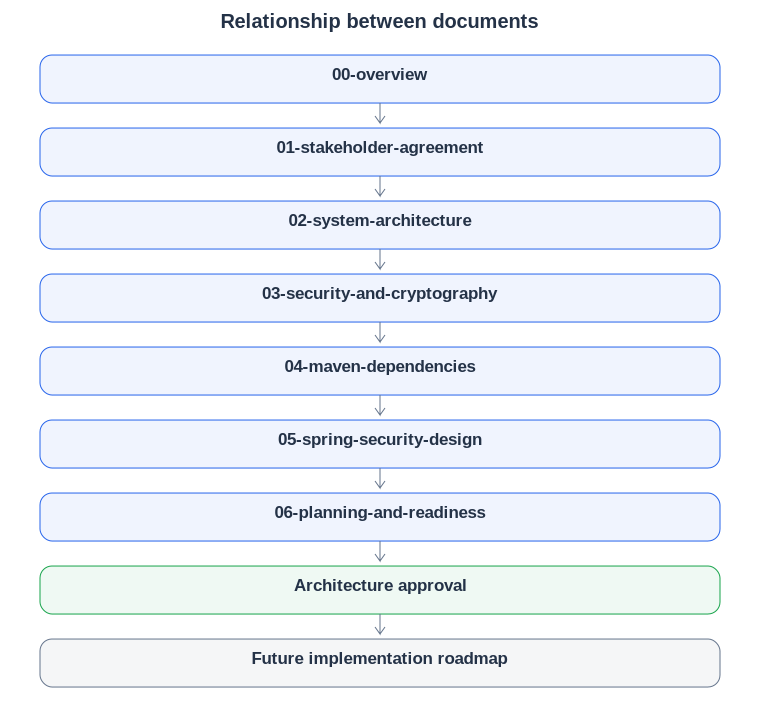 Relationship between documents
00-overview
01-stakeholder-agreement
02-system-architecture
03-security-and-cryptography
04-maven-dependencies
05-spring-security-design
06-planning-and-readiness
Architecture approval
Future implementation roadmap